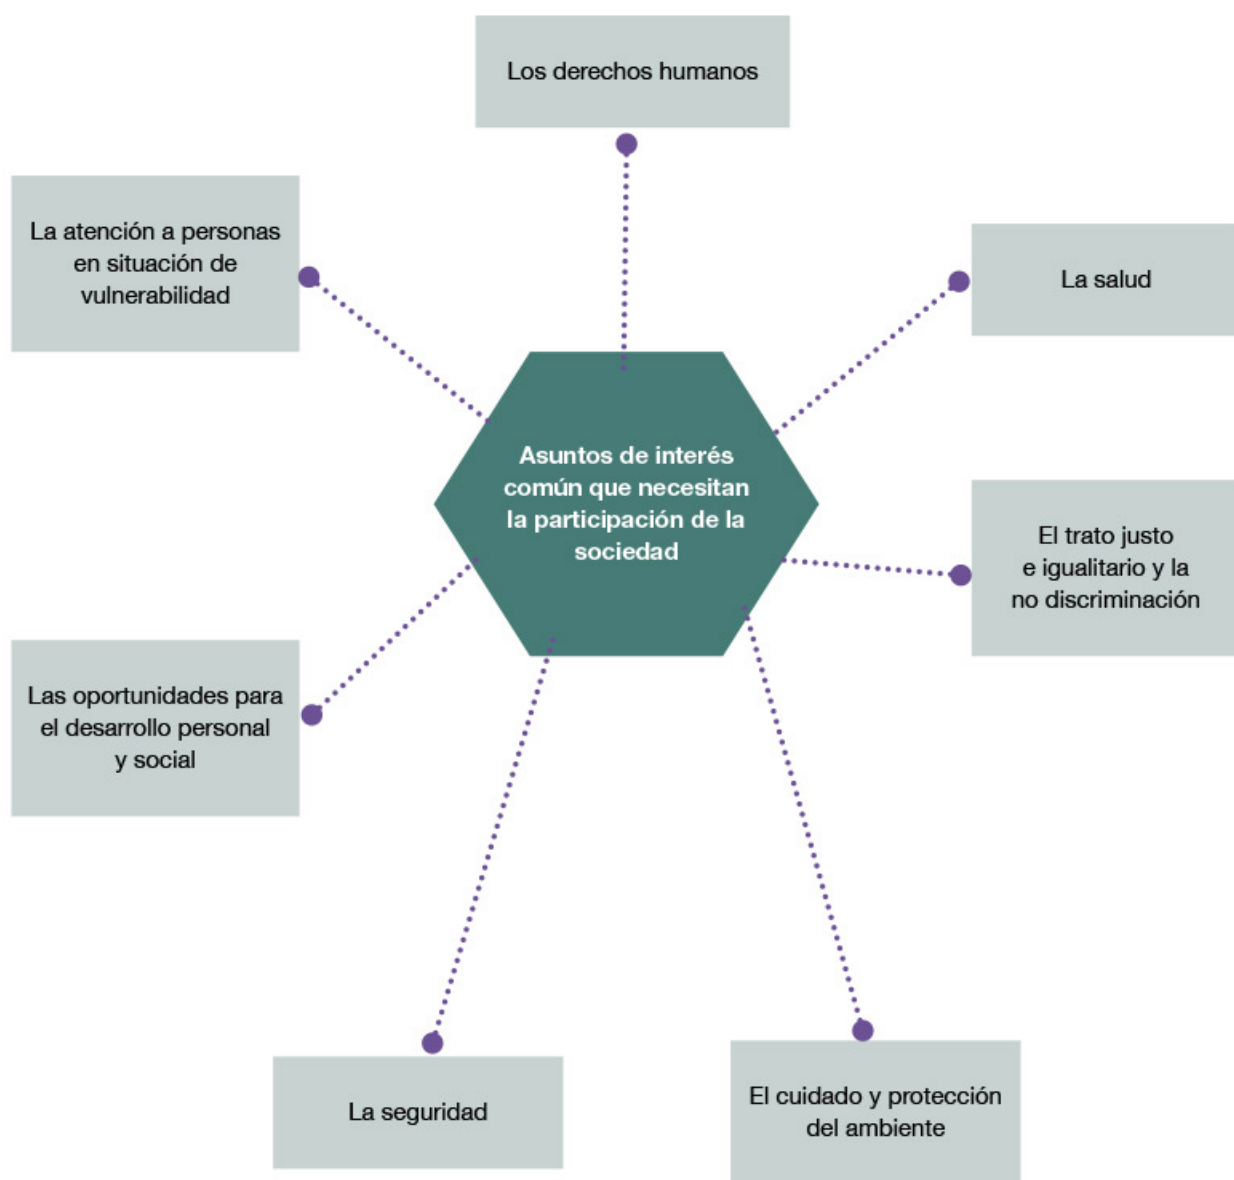 Los derechos humanos
La atención a personas
en situación de
vulnerabilidad
La salud
Asuntos de interés
común que necesitan
la participación de la
sociedad
El trato justo
e igualitario y la
no discriminación
Las oportunidades para
el desarrollo personal
y social
La seguridad
El cuidado y protección
del ambiente